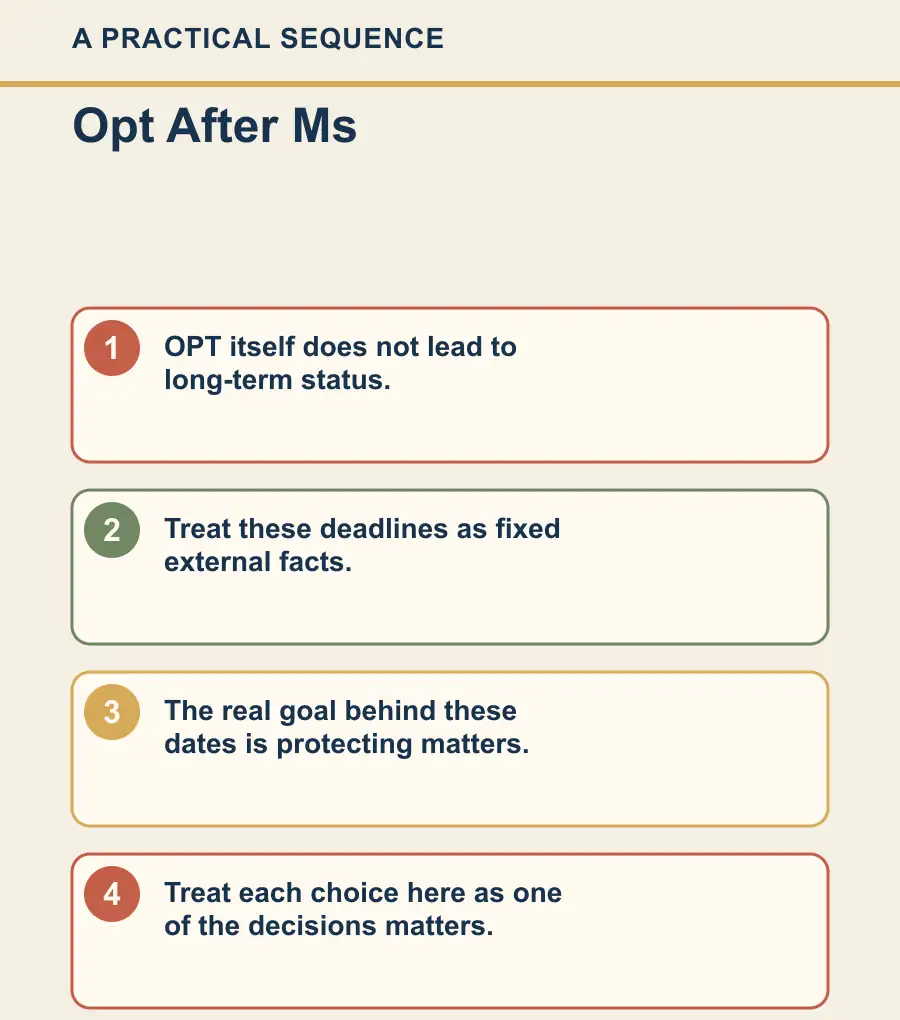 A PRACTICAL SEQUENCE
Opt After Ms
1
OPT itself does not lead to
long-term status.
2
Treat these deadlines as fixed
external facts.
3
The real goal behind these
dates is protecting matters.
4
Treat each choice here as one
of the decisions matters.